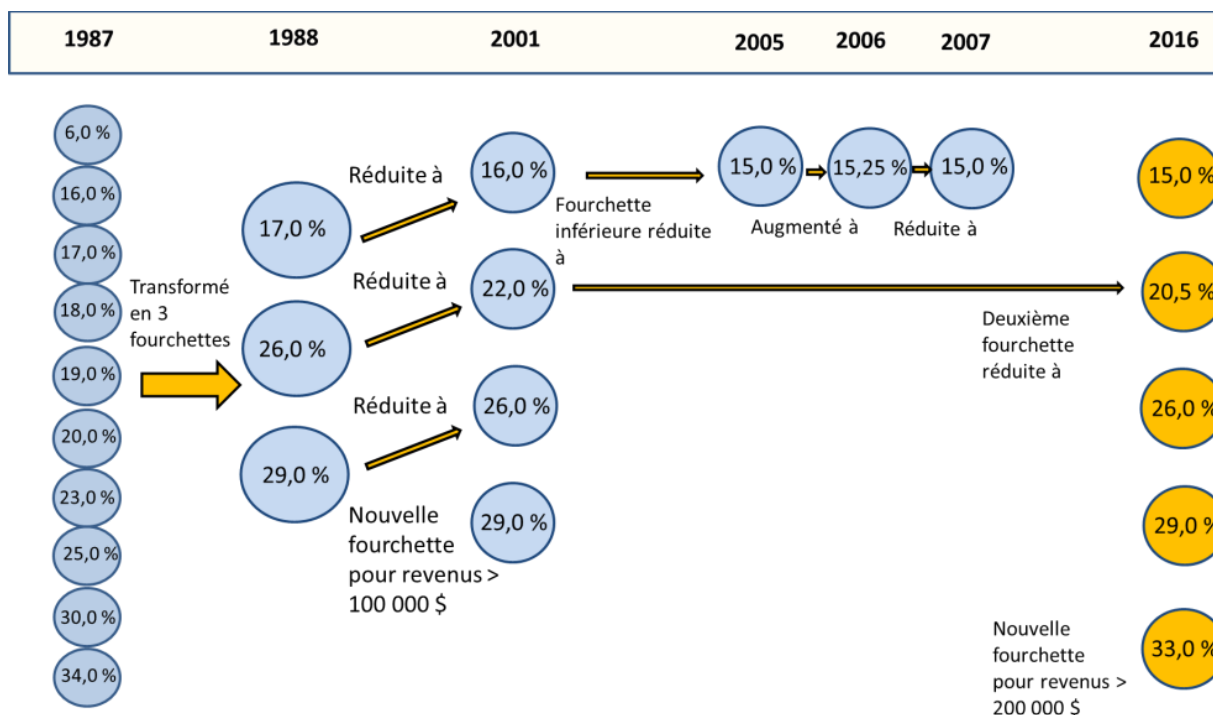 1987 1988 2001 2005 2006 2007 2016
6,0 %
16,0 %
17,0 %
18,0 %
19,0 %
20,0 %
23,0 %
25,0 %
30,0 %
34,0 %
Transformé
en 3
fourchettes
17,0 %
26,0 %
29,0 %
Réduite à
Réduite à
Réduite à
Nouvelle
fourchette
pour revenus >
100 000 $
16,0 %
22,0 %
26,0 %
29,0 %
Fourchette
inférieure réduite
à
15,0 %
Augmenté à
15,25 %
Réduite à
15,0 %
Deuxième
fourchette
réduite à
Nouvelle
fourchette
pour revenus >
200 000 $
15,0 %
20,5 %
26,0 %
29,0 %
33,0 %